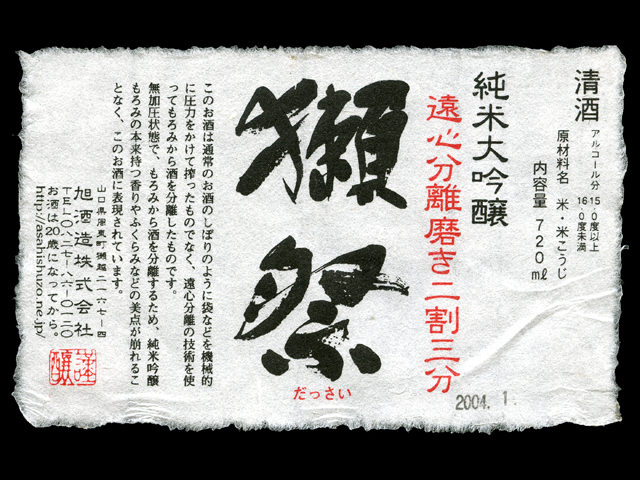 清酒
アルコール分
15.0度以上
16.0度未満
原材料名 米・米こうじ
内容量 720㎖
純米大吟醸
遠心分離磨き二割三分
獺祭
だっさい
2004. 1.
このお酒は通常のお酒のしぼりのように袋などを機械的
に圧力をかけて搾ったものでなく、遠心分離の技術を使
ってもろみから酒を分離したものです。
無加圧状態で、もろみから酒を分離するため、純米吟醸
もろみの本来持つ香りやふくらみなどの美点が崩れるこ
となく、このお酒に表現されています。
旭酒造株式会社
山口県周東町獺越二一六七−四
TEL〇八二七−八六−〇一二〇
お酒は20歳になってから。
http://asahishuzo.ne.jp/